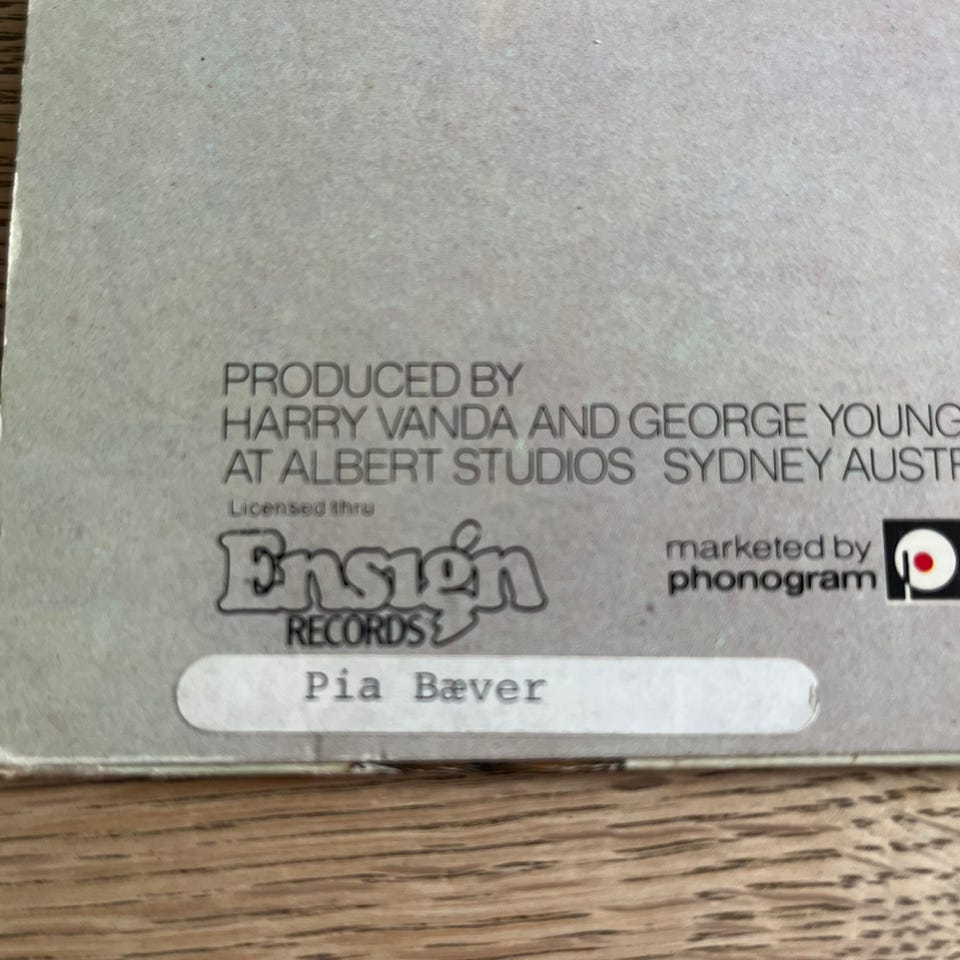 PRODUCED BY
HARRY VANDA AND GEORGE YOUNG
AT ALBERT STUDIOS SYDNEY AUSTR
Licensed thru
Ensign
RECORDS
marketed by
phonogram
Pia Bæver